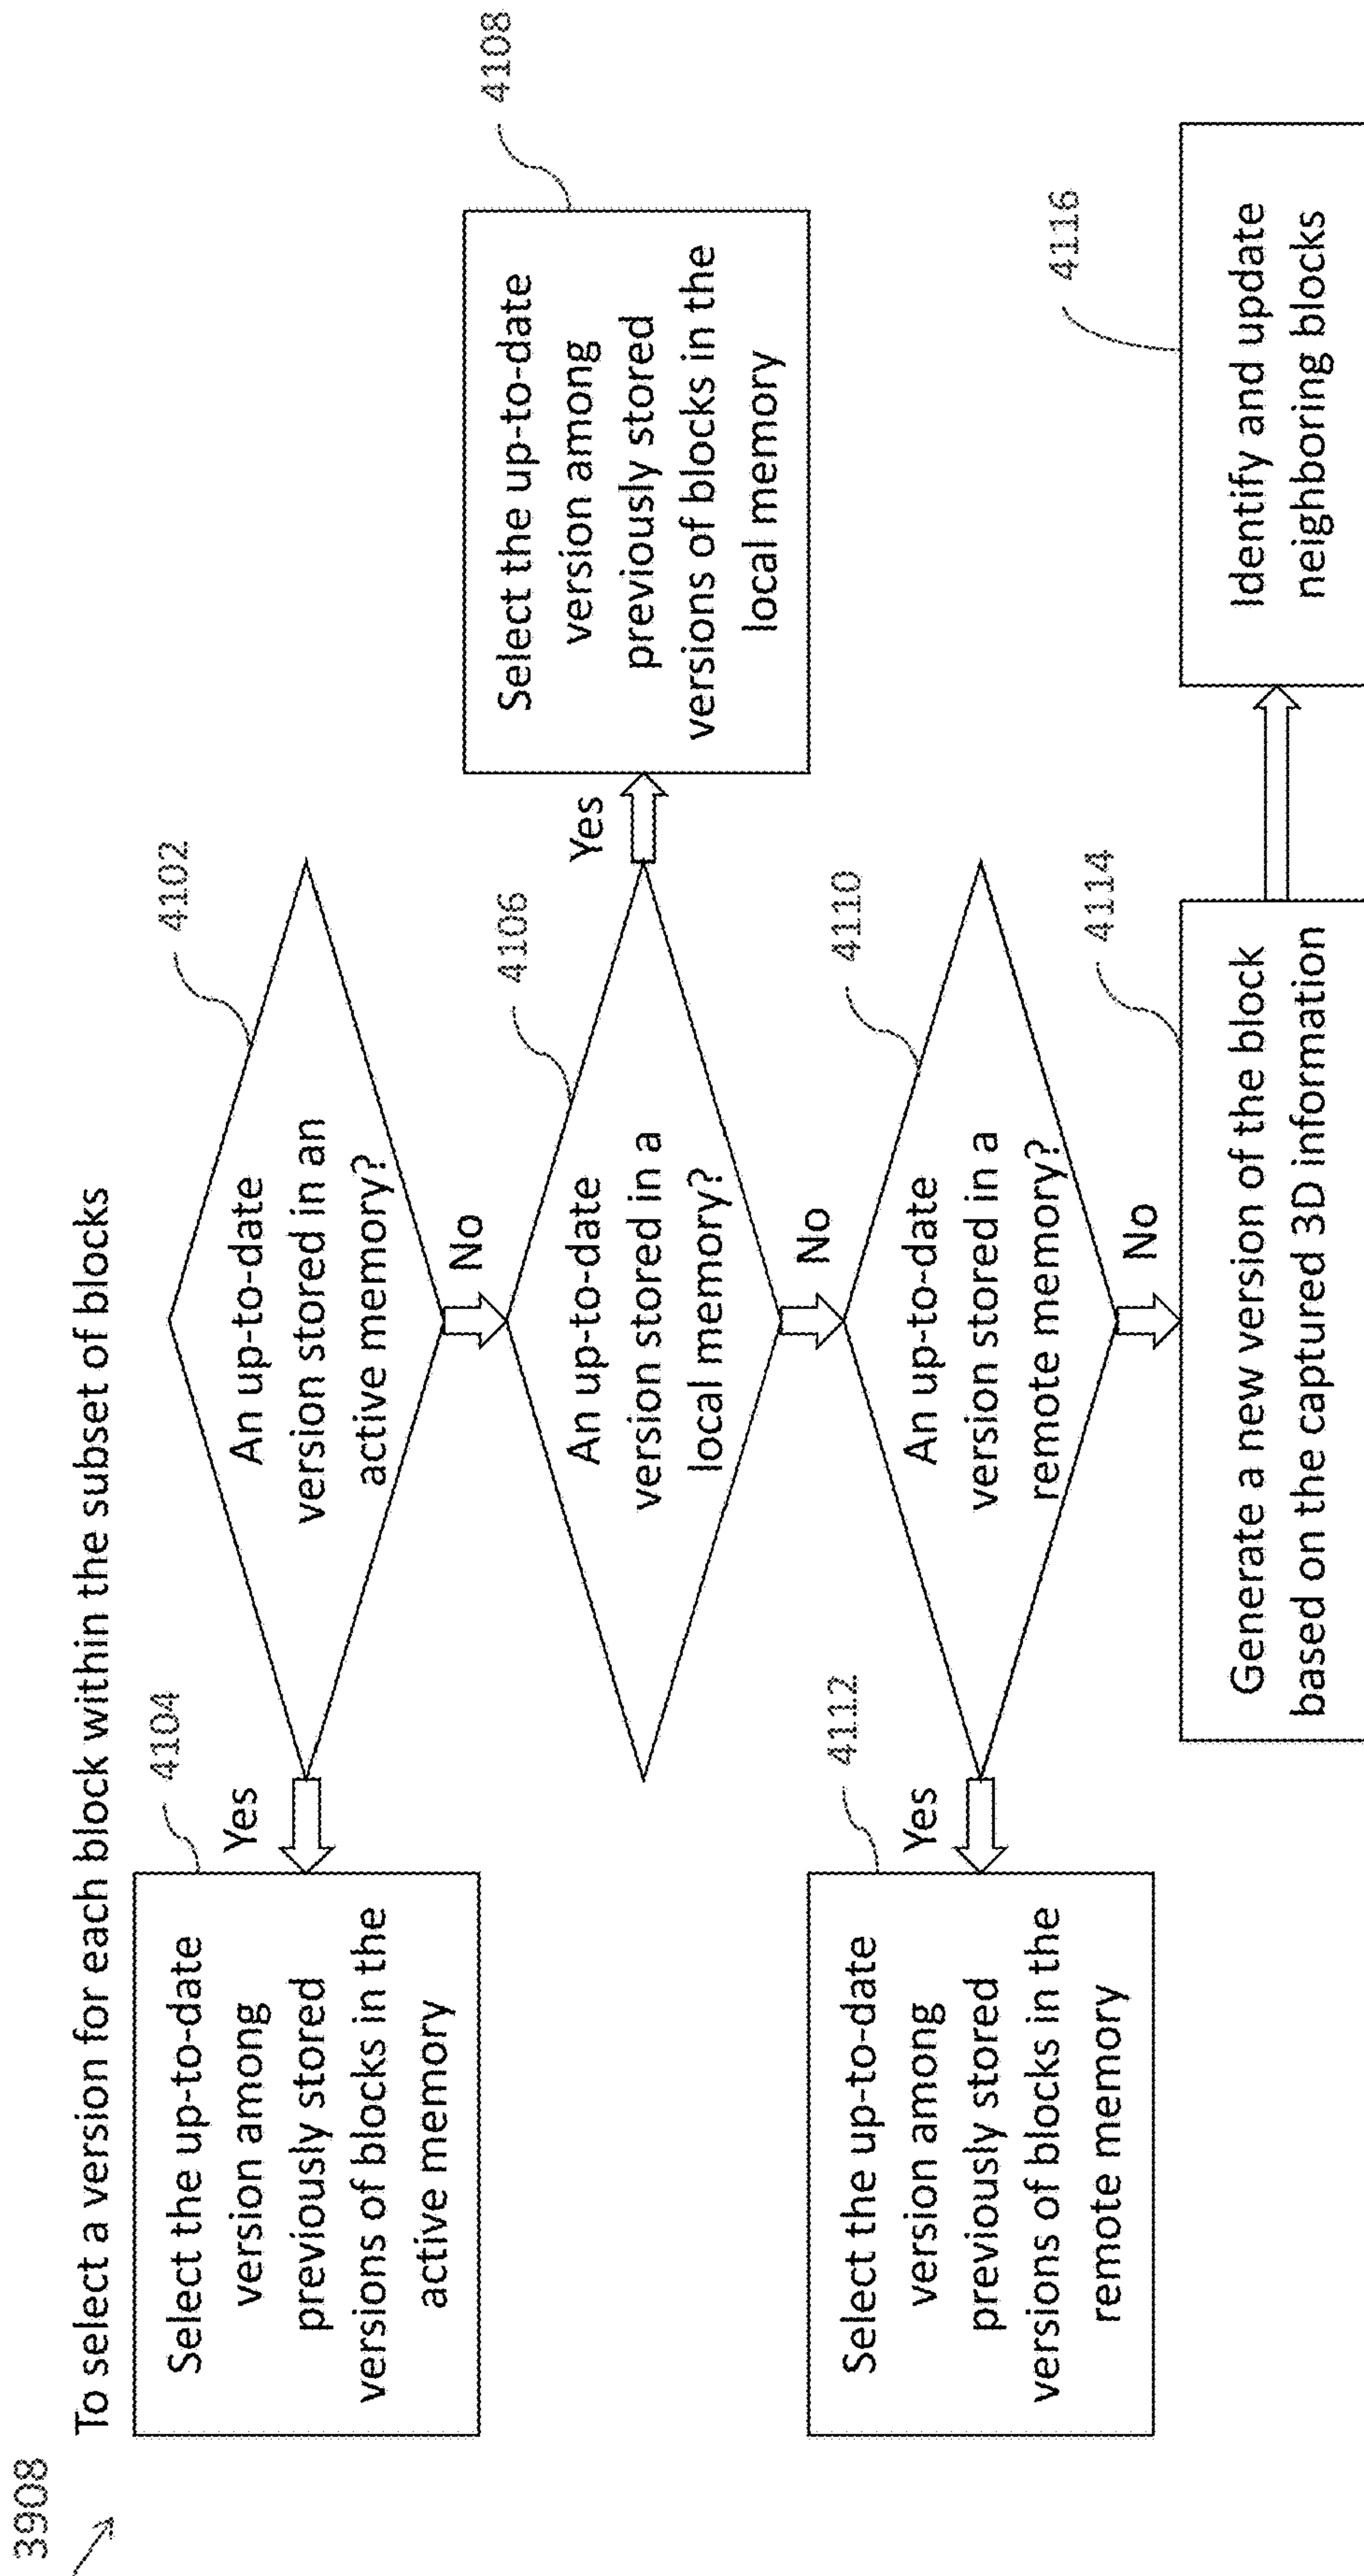 3908
To select a version for each block within the subset of blocks
4102
An up-to-date
version stored in an
active memory?
Yes
4104
Select the up-to-date
version among
previously stored
versions of blocks in the
active memory
No
4106
An up-to-date
version stored in a
local memory?
Yes
4108
Select the up-to-date
version among
previously stored
versions of blocks in the
local memory
No
4110
An up-to-date
version stored in a
remote memory?
Yes
4112
Select the up-to-date
version among
previously stored
versions of blocks in the
remote memory
No
4114
Generate a new version of the block
based on the captured 3D information
4116
Identify and update
neighboring blocks